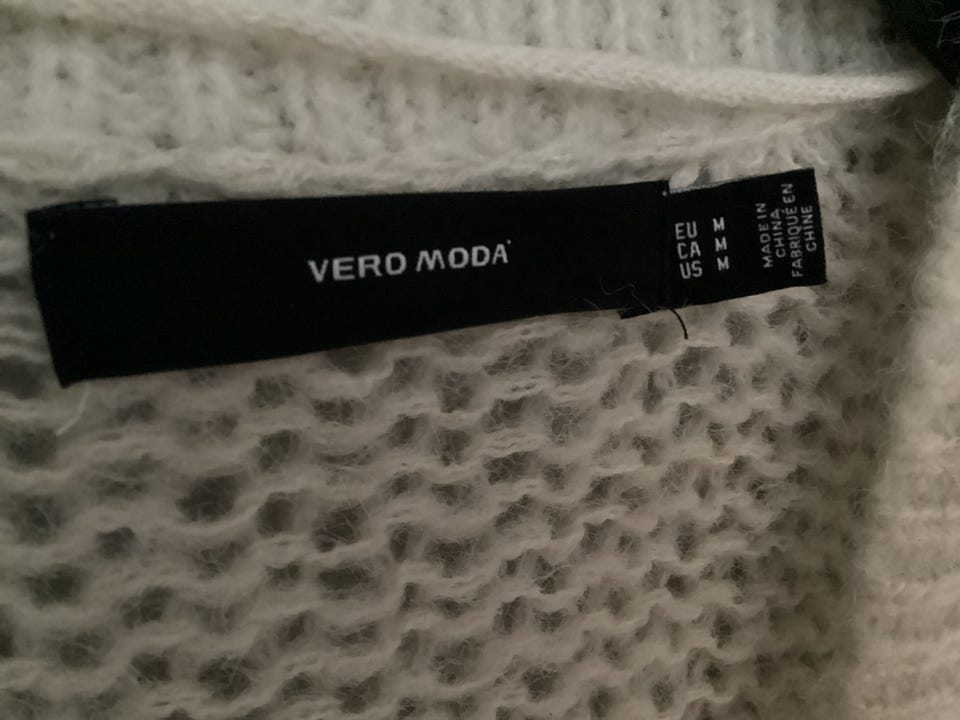 VERO MODA
EU M
CA M
US M
MADE IN
CHINA
FABRIQUÉ EN
CHINE